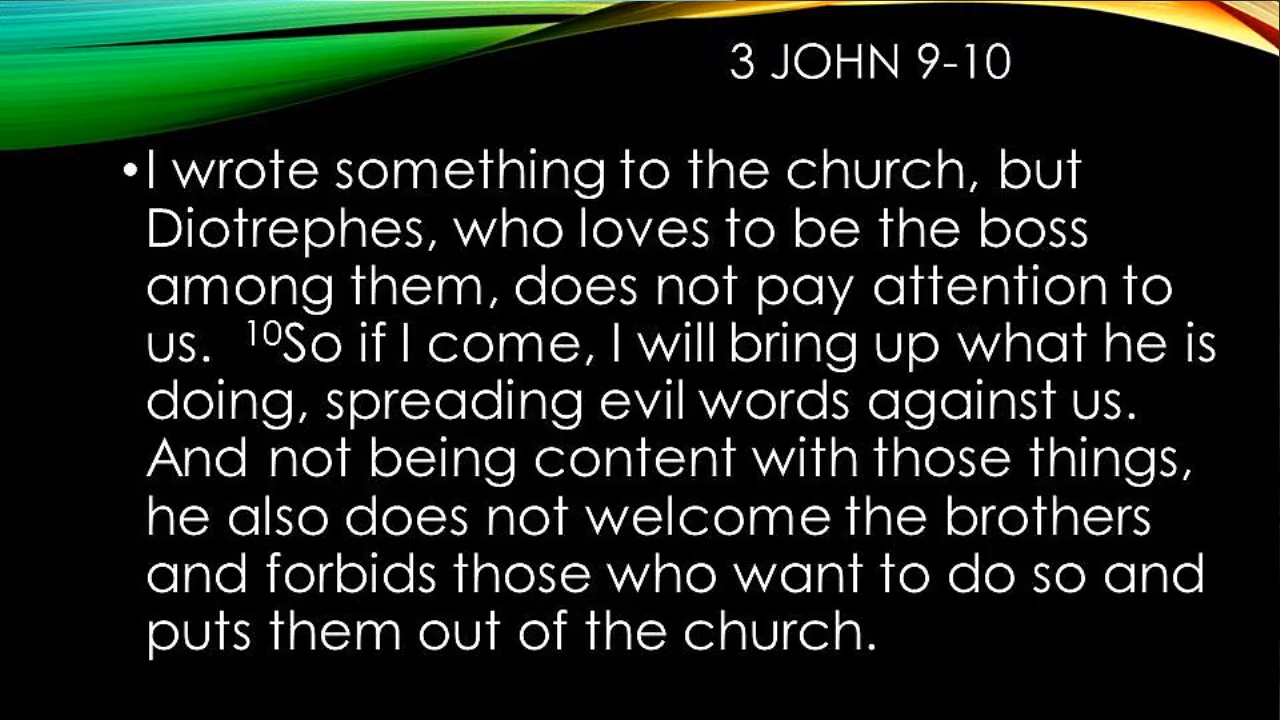 3 JOHN 9-10
•I wrote something to the church, but
Diotrephes, who loves to be the boss
among them, does not pay attention to
us. ¹⁰So if I come, I will bring up what he is
doing, spreading evil words against us.
And not being content with those things,
he also does not welcome the brothers
and forbids those who want to do so and
puts them out of the church.